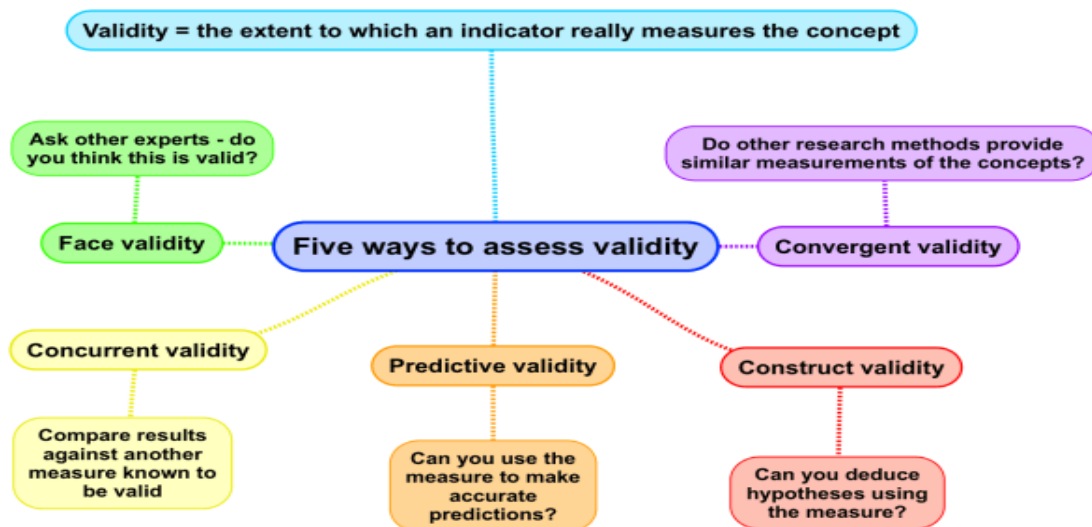 Validity = the extent to which an indicator really measures the concept
Ask other experts - do
you think this is valid?
Do other research methods provide
similar measurements of the concepts?
Face validity
Five ways to assess validity
Convergent validity
Concurrent validity
Predictive validity
Construct validity
Compare results
against another
measure known to
be valid
Can you use the
measure to make
accurate
predictions?
Can you deduce
hypotheses using
the measure?